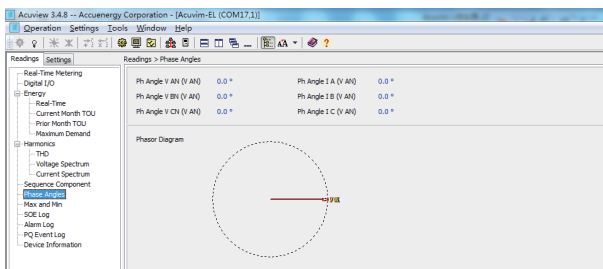 Acuview 3.4.8 -- Accuenergy Corporation - [Acuvim-EL (COM17,1)]
Operation Settings Tools Window Help
Readings Settings
Readings > Phase Angles
Real-Time Metering
Digital I/O
Energy
Real-Time
Current Month TOU
Prior Month TOU
Maximum Demand
Harmonics
THD
Voltage Spectrum
Current Spectrum
Sequence Component
Phase Angles
Max and Min
SOE Log
Alarm Log
PQ Event Log
Device Information
Ph Angle V AN (V AN) 0.0 ° Ph Angle I A (V AN) 0.0 °
Ph Angle V BN (V AN) 0.0 ° Ph Angle I B (V AN) 0.0 °
Ph Angle V CN (V AN) 0.0 ° Ph Angle I C (V AN) 0.0 °
Phasor Diagram